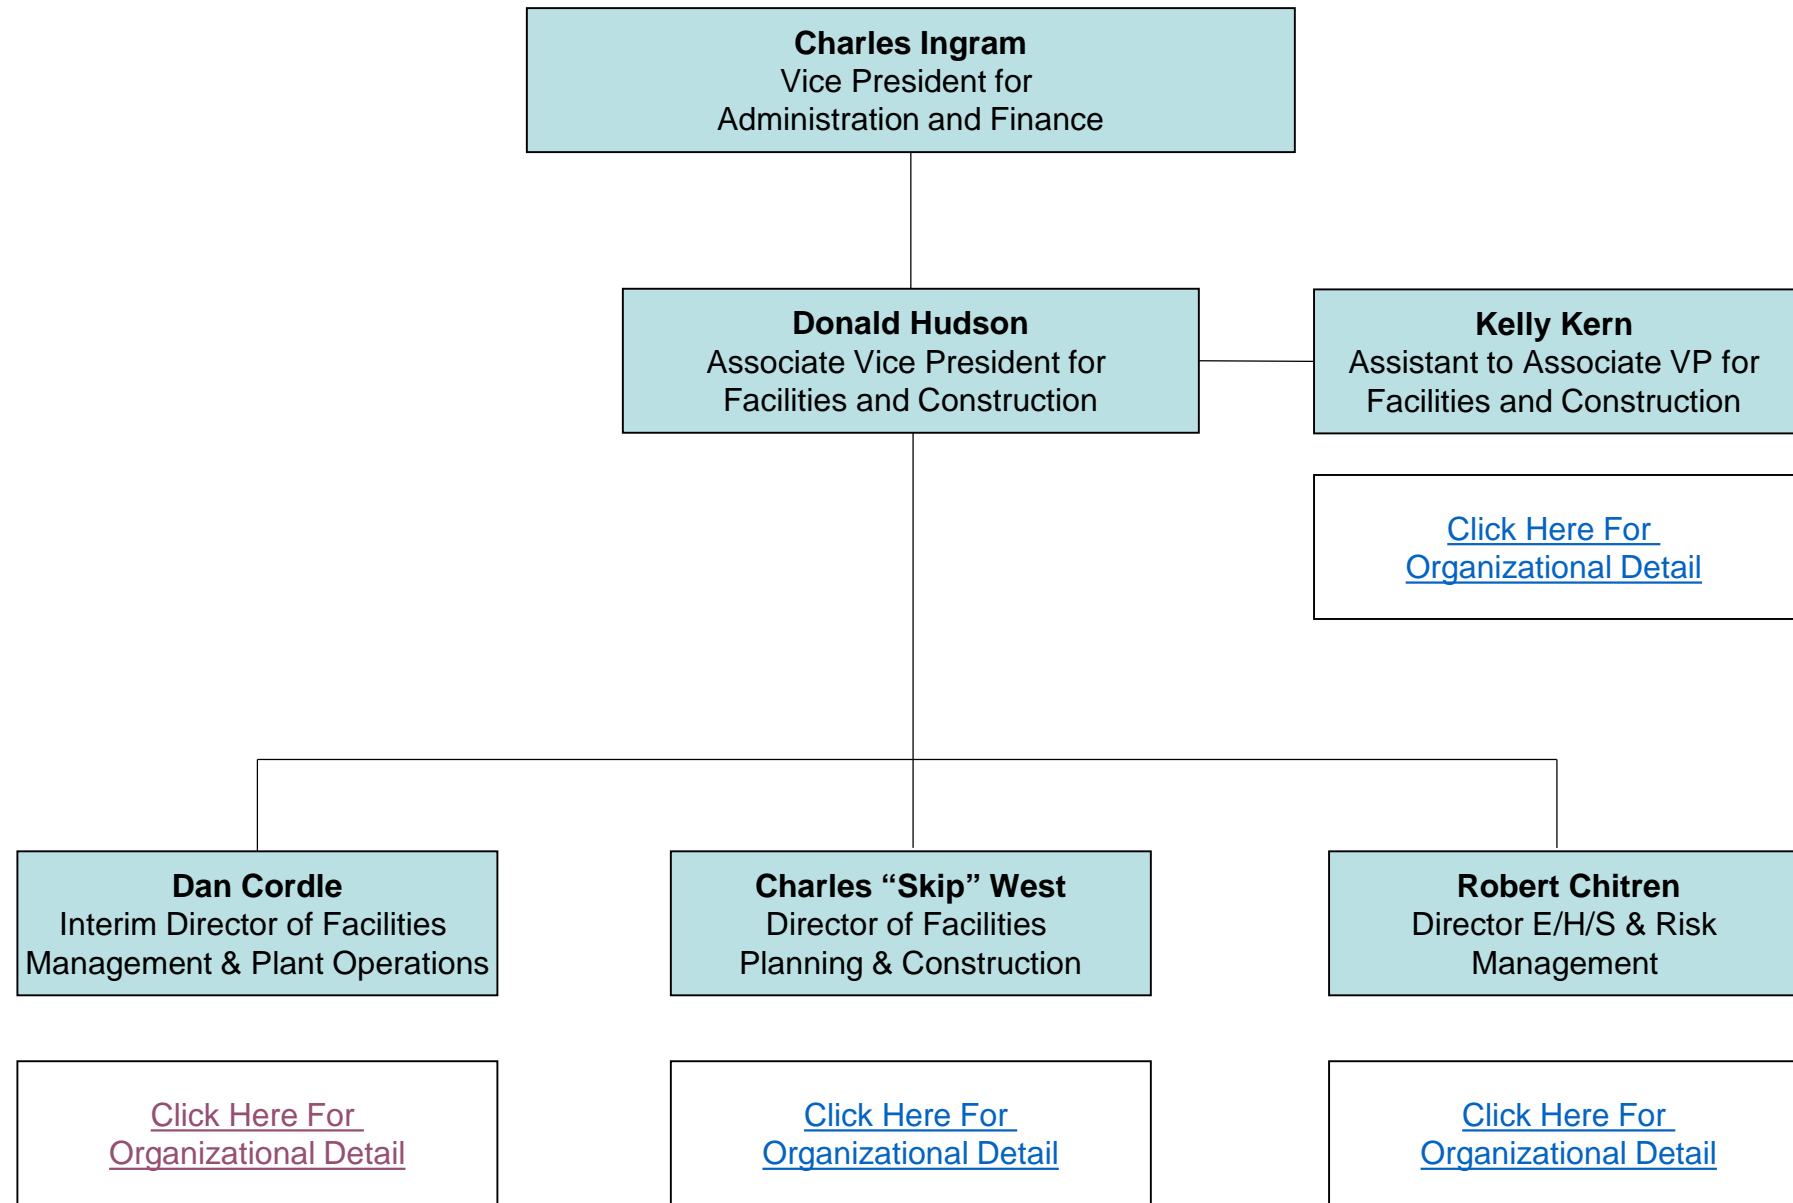 Charles Ingram
Vice President for
Administration and Finance
Donald Hudson
Associate Vice President for
Facilities and Construction
Kelly Kern
Assistant to Associate VP for
Facilities and Construction
Click Here For
Organizational Detail
Dan Cordle
Interim Director of Facilities
Management & Plant Operations
Charles “Skip” West
Director of Facilities
Planning & Construction
Robert Chitren
Director E/H/S & Risk
Management
Click Here For
Organizational Detail
Click Here For
Organizational Detail
Click Here For
Organizational Detail